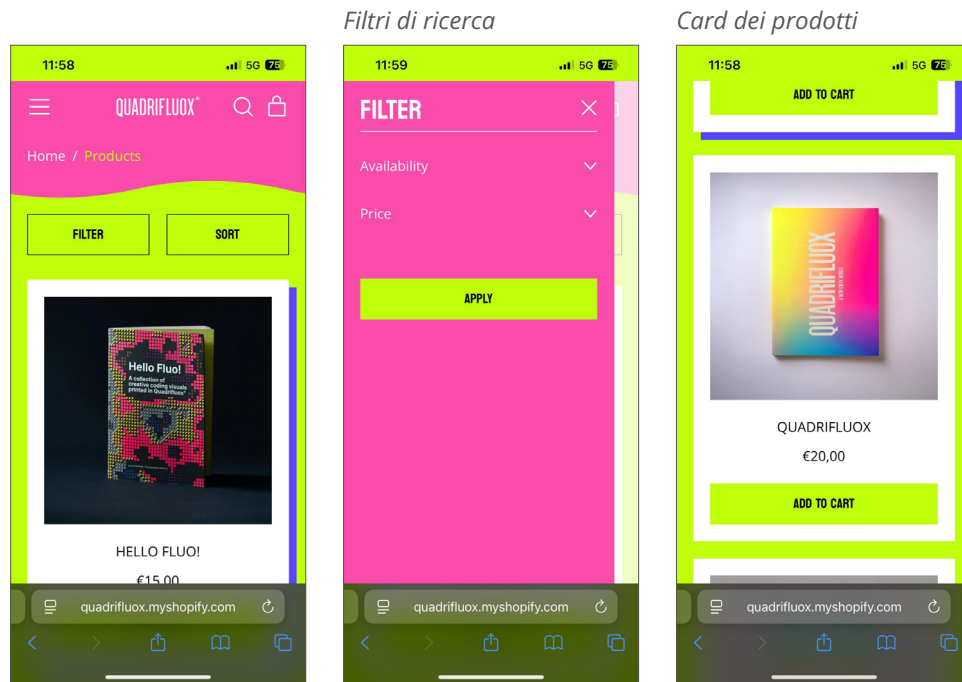 Filtri di ricerca
Card dei prodotti
11:58
5G 75
QUADRIFLUOX®
Home / Products
FILTER
SORT
Hello Fluo!
A collection of
creative coding visuals
printed in Quadrifluox®
HELLO FLUO!
€15,00
quadrifluox.myshopify.com
11:59
5G 75
FILTER
Availability
Price
APPLY
quadrifluox.myshopify.com
11:58
5G 75
ADD TO CART
QUADRIFLUOX
QUADRIFLUOX
€20,00
ADD TO CART
quadrifluox.myshopify.com